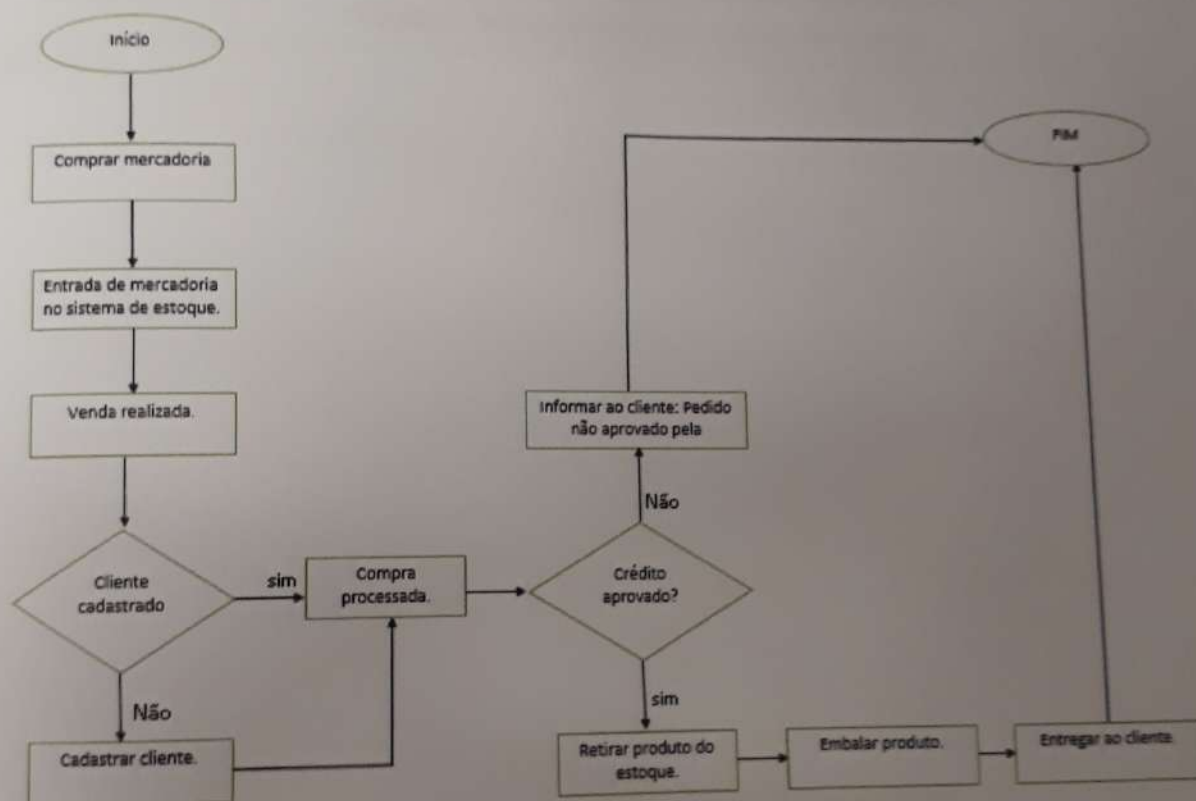 Início
Comprar mercadoria
Entrada de mercadoria
no sistema de estoque.
Venda realizada.
Cliente
cadastrado
sim
Não
Cadastrar cliente.
Compra
processada.
Crédito
aprovado?
Não
Informar ao cliente: Pedido
não aprovado pela
sim
Retirar produto do
estoque.
Embalar produto.
Entregar ao cliente
FIM